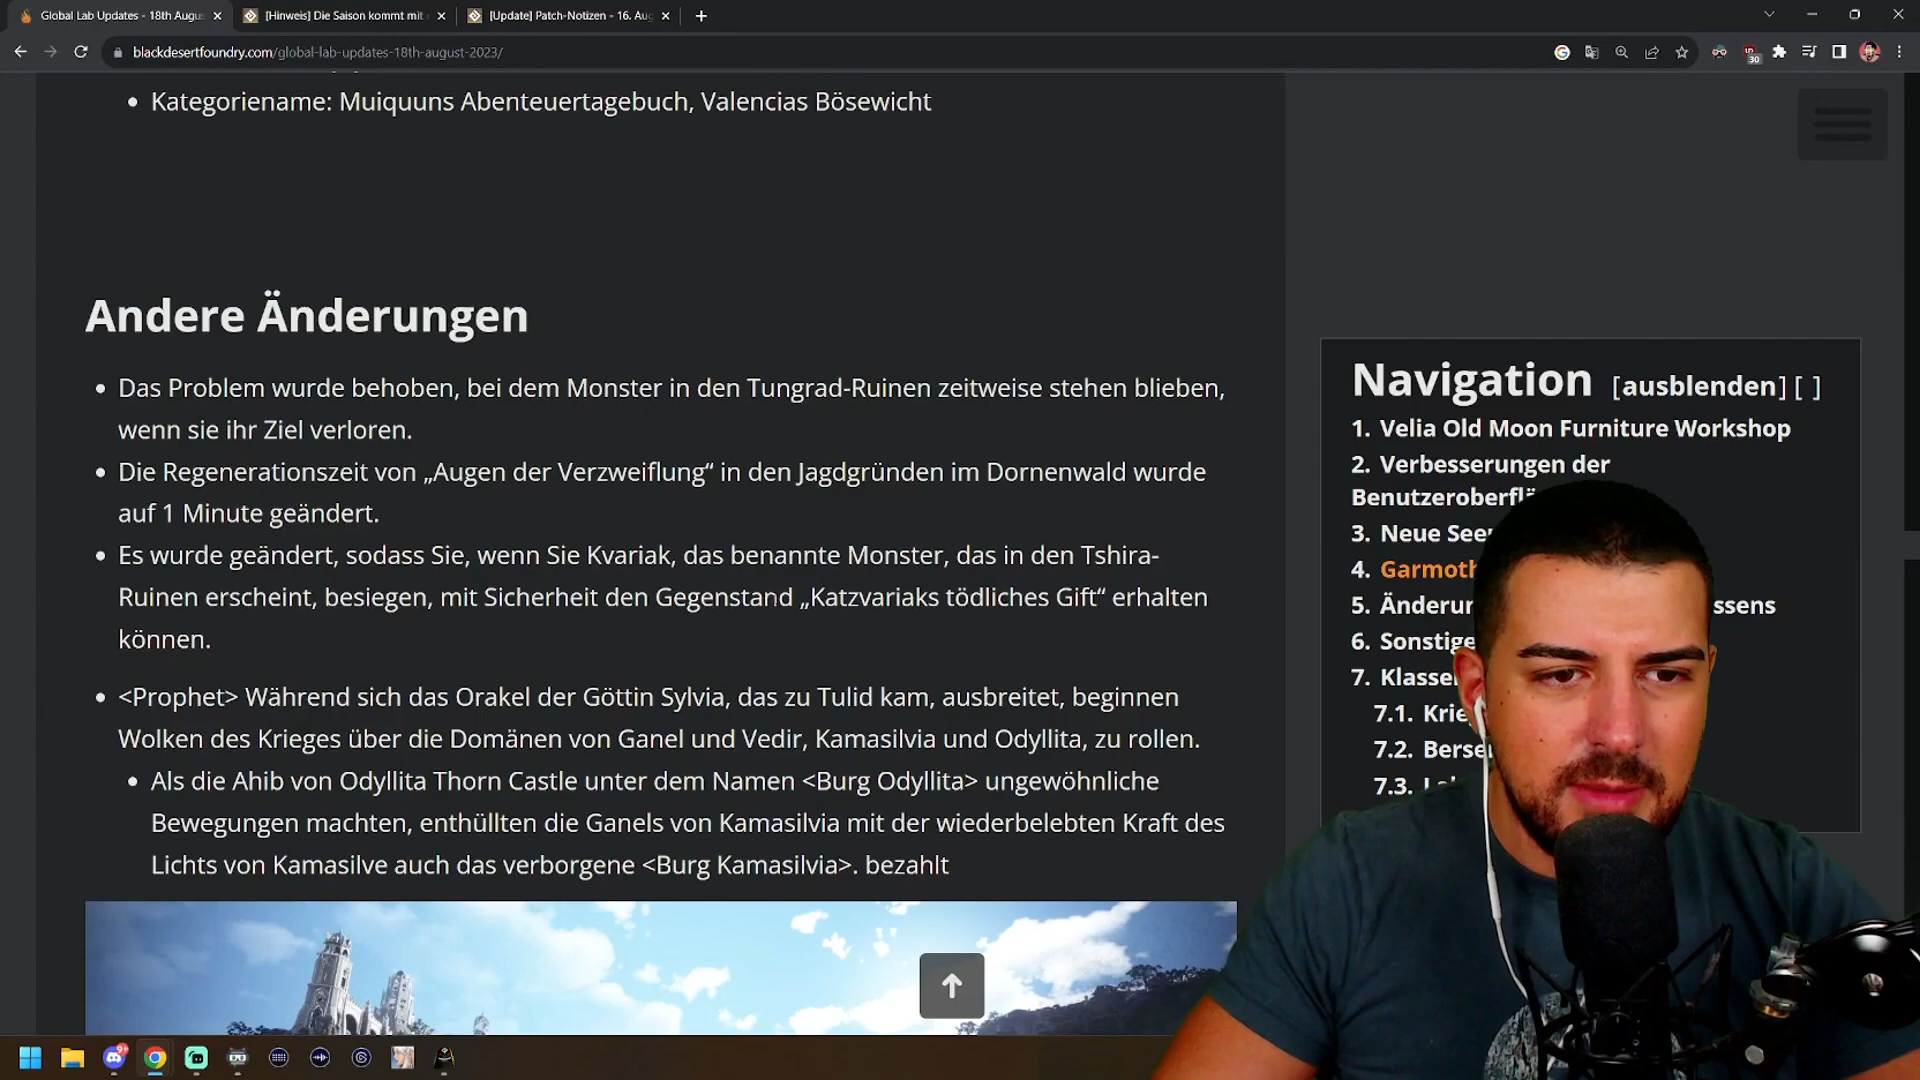 Global Lab Updates - 18th Augu
[Hinweis] Die Saison kommt mit
[Update] Patch-Notizen - 16. Aug
blackdesertfoundry.com/global-lab-updates-18th-august-2023/
30
Kategoriename: Muiquuns Abenteuertagebuch, Valencias Bösewicht
Andere Änderungen
Das Problem wurde behoben, bei dem Monster in den Tungrad-Ruinen zeitweise stehen blieben,
wenn sie ihr Ziel verloren.
Die Regenerationszeit von „Augen der Verzweiflung“ in den Jagdgründen im Dornenwald wurde
auf 1 Minute geändert.
Es wurde geändert, sodass Sie, wenn Sie Kvariak, das benannte Monster, das in den Tshira-
Ruinen erscheint, besiegen, mit Sicherheit den Gegenstand „Katzvariaks tödliches Gift“ erhalten
können.
<Prophet> Während sich das Orakel der Göttin Sylvia, das zu Tulid kam, ausbreitet, beginnen
Wolken des Krieges über die Domänen von Ganel und Vedir, Kamasilvia und Odyllita, zu rollen.
Als die Ahib von Odyllita Thorn Castle unter dem Namen <Burg Odyllita> ungewöhnliche
Bewegungen machten, enthüllten die Ganels von Kamasilvia mit der wiederbelebten Kraft des
Lichts von Kamasilve auch das verborgene <Burg Kamasilvia>. bezahlt
Navigation [ausblenden] [ ]
1. Velia Old Moon Furniture Workshop
2. Verbesserungen der
Benutzeroberflä
3. Neue See
4. Garmoth
5. Änderu ssens
6. Sonstige
7. Klasse
7.1. Krie
7.2. Berse
7.3.
9+